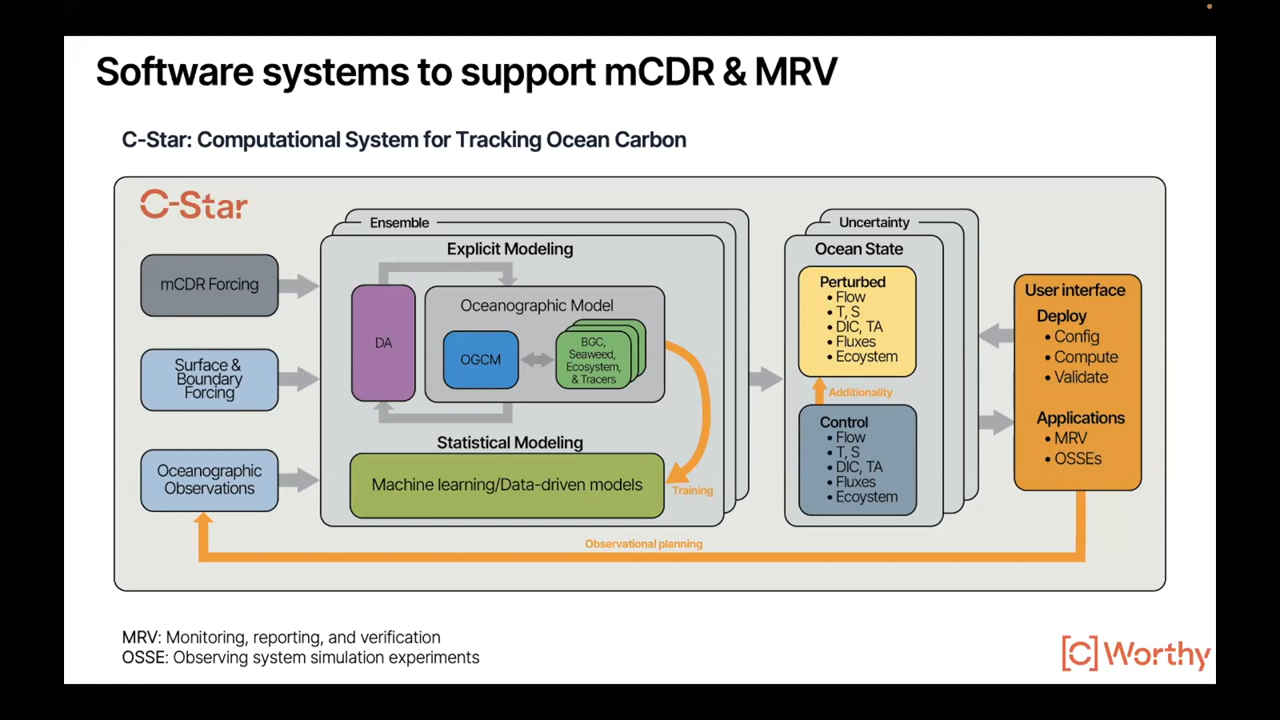 Software systems to support mCDR & MRV
C-Star: Computational System for Tracking Ocean Carbon
C-Star
mCDR Forcing
Surface &
Boundary
Forcing
Oceanographic
Observations
Ensemble
Explicit Modeling
DA
Oceanographic Model
OGCM
BGC,
Seaweed,
Ecosystem,
& Tracers
Statistical Modeling
Machine learning/Data-driven models
Training
Uncertainty
Ocean State
Perturbed
• Flow
• T, S
• DIC, TA
• Fluxes
• Ecosystem
Additionality
Control
• Flow
• T, S
• DIC, TA
• Fluxes
• Ecosystem
User interface
Deploy
• Config
• Compute
• Validate
Applications
• MRV
• OSSEs
Observational planning
MRV: Monitoring, reporting, and verification
OSSE: Observing system simulation experiments
[C]Worthy